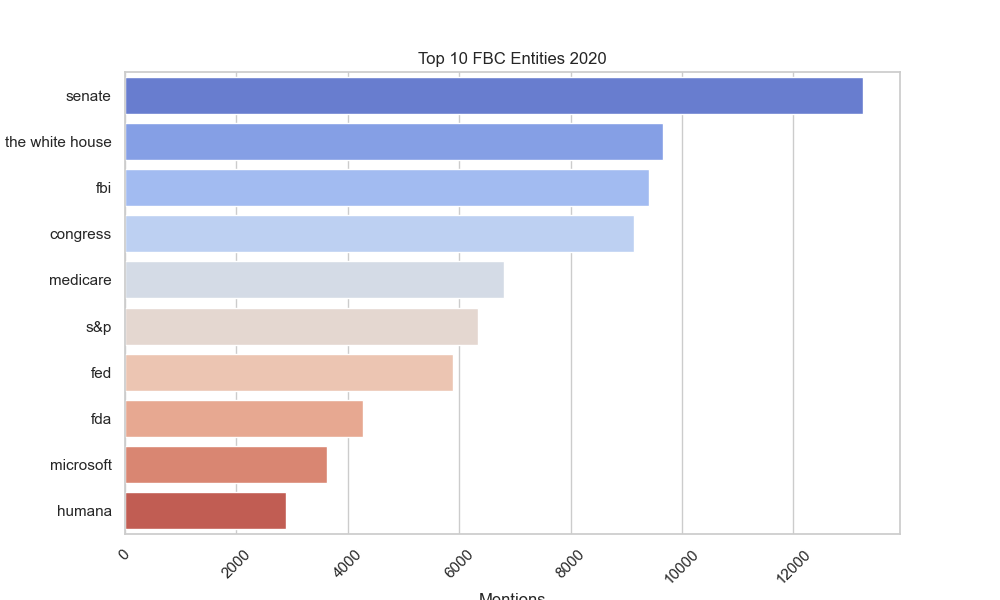 Top 10 FBC Entities 2020
senate
the white house
fbi
congress
medicare
s&p
fed
fda
microsoft
humana
0 2000 4000 6000 8000 10000 12000
Mentions